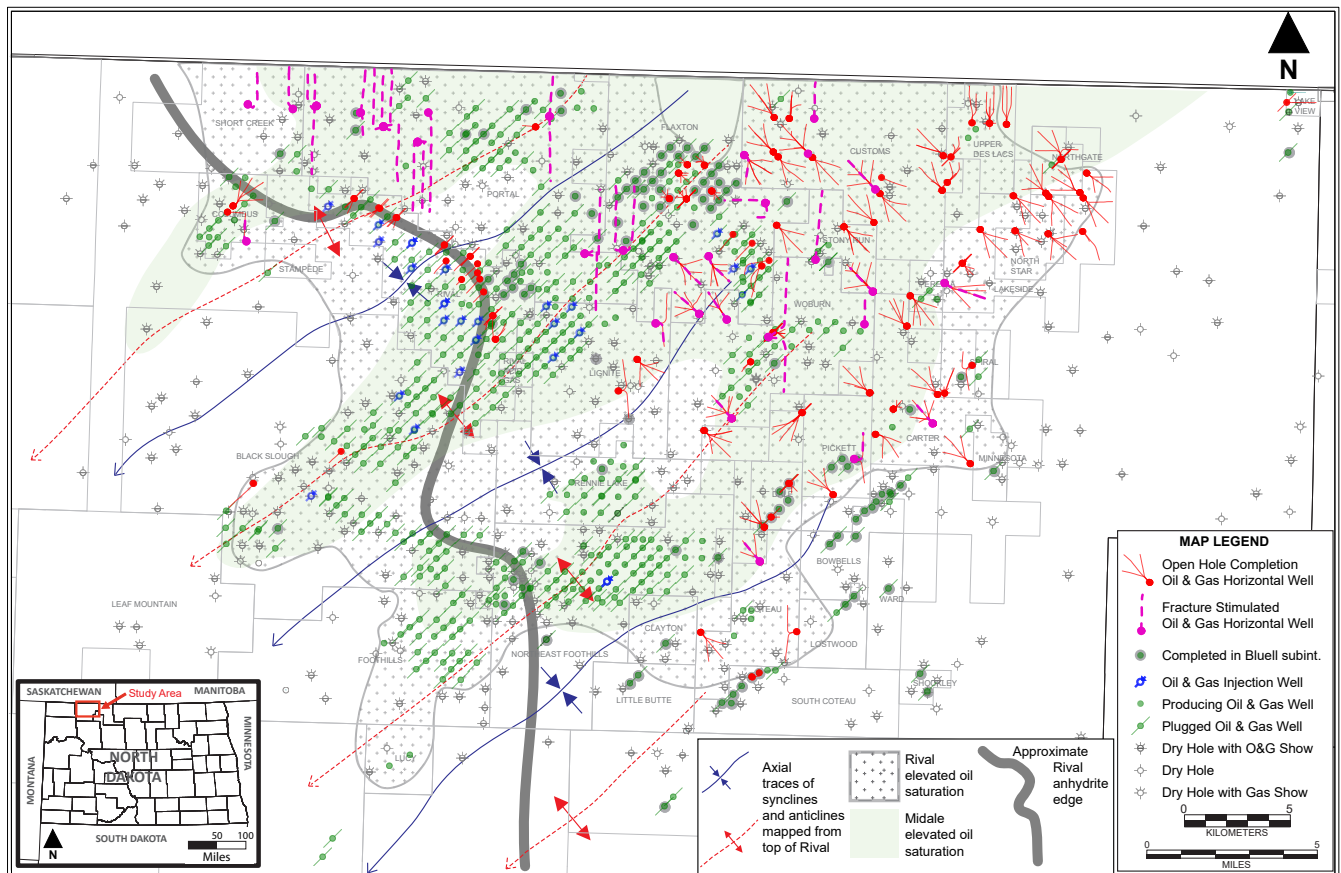 N
LAKE
VIEW
SHORT CREEK
FLAXTON
CUSTOMS
UPPER
DES LACS
NORTHGATE
PORTAL
COLUMBUS
STONY RUN
NORTH
STAR
STAMPEDE
LAKESIDE
RIVAL
WOBURN
RIVAL
GAS
LIGNITE
SPIRAL
BLACK SLOUGH
PICKETT
CARTER
MINNESOTA
RENNIE LAKE
BOWBELLS
WARD
LEAF MOUNTAIN
COTEAU
CLAYTON
LOSTWOOD
FOOTHILLS
NORTHEAST FOOTHILLS
SHOCKLEY
LITTLE BUTTE
SOUTH COTEAU
LUCY
MAP LEGEND
Open Hole Completion
Oil & Gas Horizontal Well
Fracture Stimulated
Oil & Gas Horizontal Well
Completed in Bluell subint.
Oil & Gas Injection Well
Producing Oil & Gas Well
Plugged Oil & Gas Well
Dry Hole with O&G Show
Dry Hole
Dry Hole with Gas Show
0 5
KILOMETERS
0 5
MILES
Axial
traces of
synclines
and anticlines
mapped from
top of Rival
Rival
elevated oil
saturation
Midale
elevated oil
saturation
Approximate
Rival
anhydrite
edge
SASKATCHEWAN
MANITOBA
Study Area
MONTANA
NORTH
DAKOTA
MINNESOTA
SOUTH DAKOTA
N
50 100
Miles